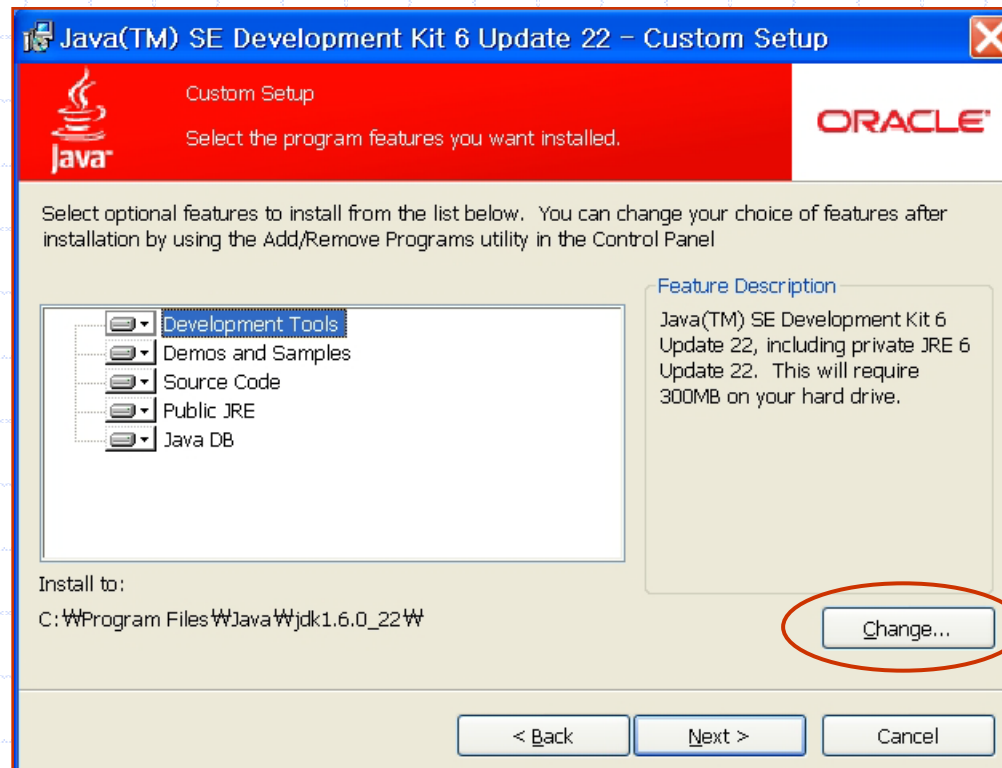 Java(TM) SE Development Kit 6 Update 22 - Custom Setup
Custom Setup
Select the program features you want installed.
Java
ORACLE
Select optional features to install from the list below. You can change your choice of features after
installation by using the Add/Remove Programs utility in the Control Panel
Development Tools
Demos and Samples
Source Code
Public JRE
Java DB
Feature Description
Java(TM) SE Development Kit 6
Update 22, including private JRE 6
Update 22. This will require
300MB on your hard drive.
Install to:
C:₩Program Files₩Java₩jdk1.6.0_22₩
Change...
< Back
Next >
Cancel